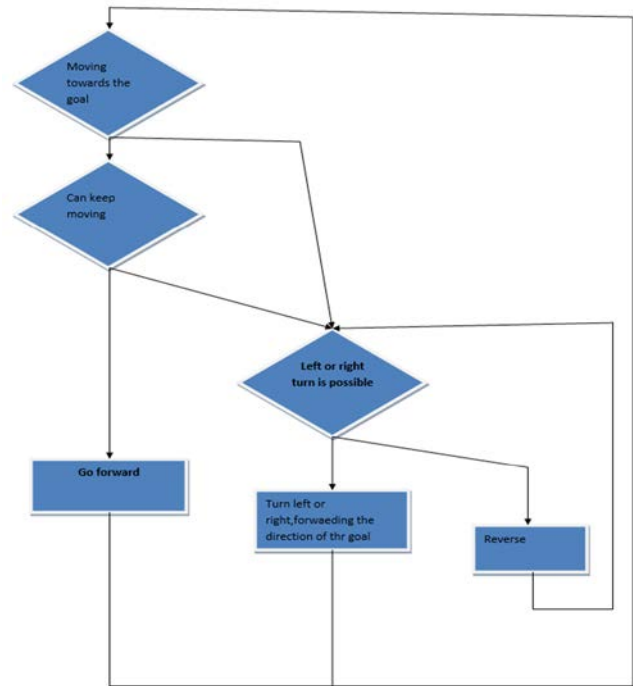 Moving
towards the
goal
Can keep
moving
Left or right
turn is possible
Go forward
Turn left or
right,forwaeding the
direction of thr goal
Reverse